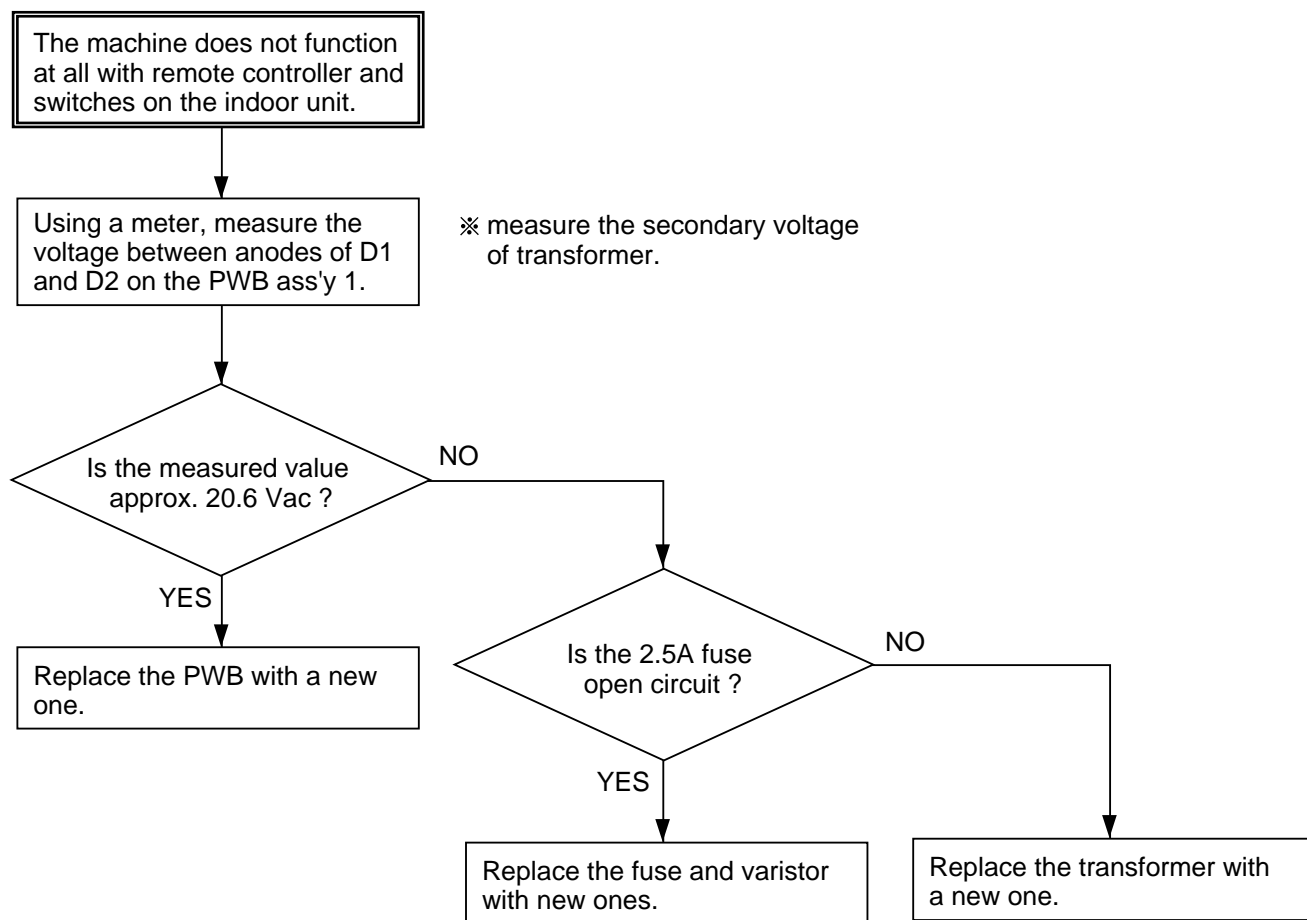 The machine does not function
at all with remote controller and
switches on the indoor unit.
Using a meter, measure the
voltage between anodes of D1
and D2 on the PWB ass'y 1.
※ measure the secondary voltage
of transformer.
Is the measured value
approx. 20.6 Vac ?
NO
YES
Replace the PWB with a new
one.
Is the 2.5A fuse
open circuit ?
NO
YES
Replace the fuse and varistor
with new ones.
Replace the transformer with
a new one.